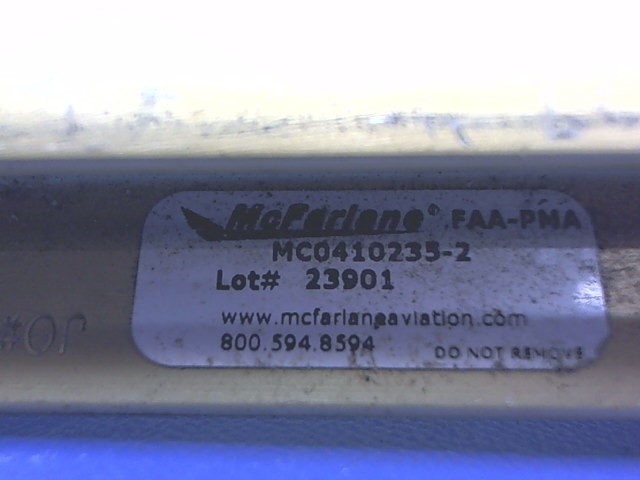 McFarlane® FAA-PMA
MC0410235-2
Lot# 23901
www.mcfarlaneaviation.com
800.594.8594
DO NOT REMOVE